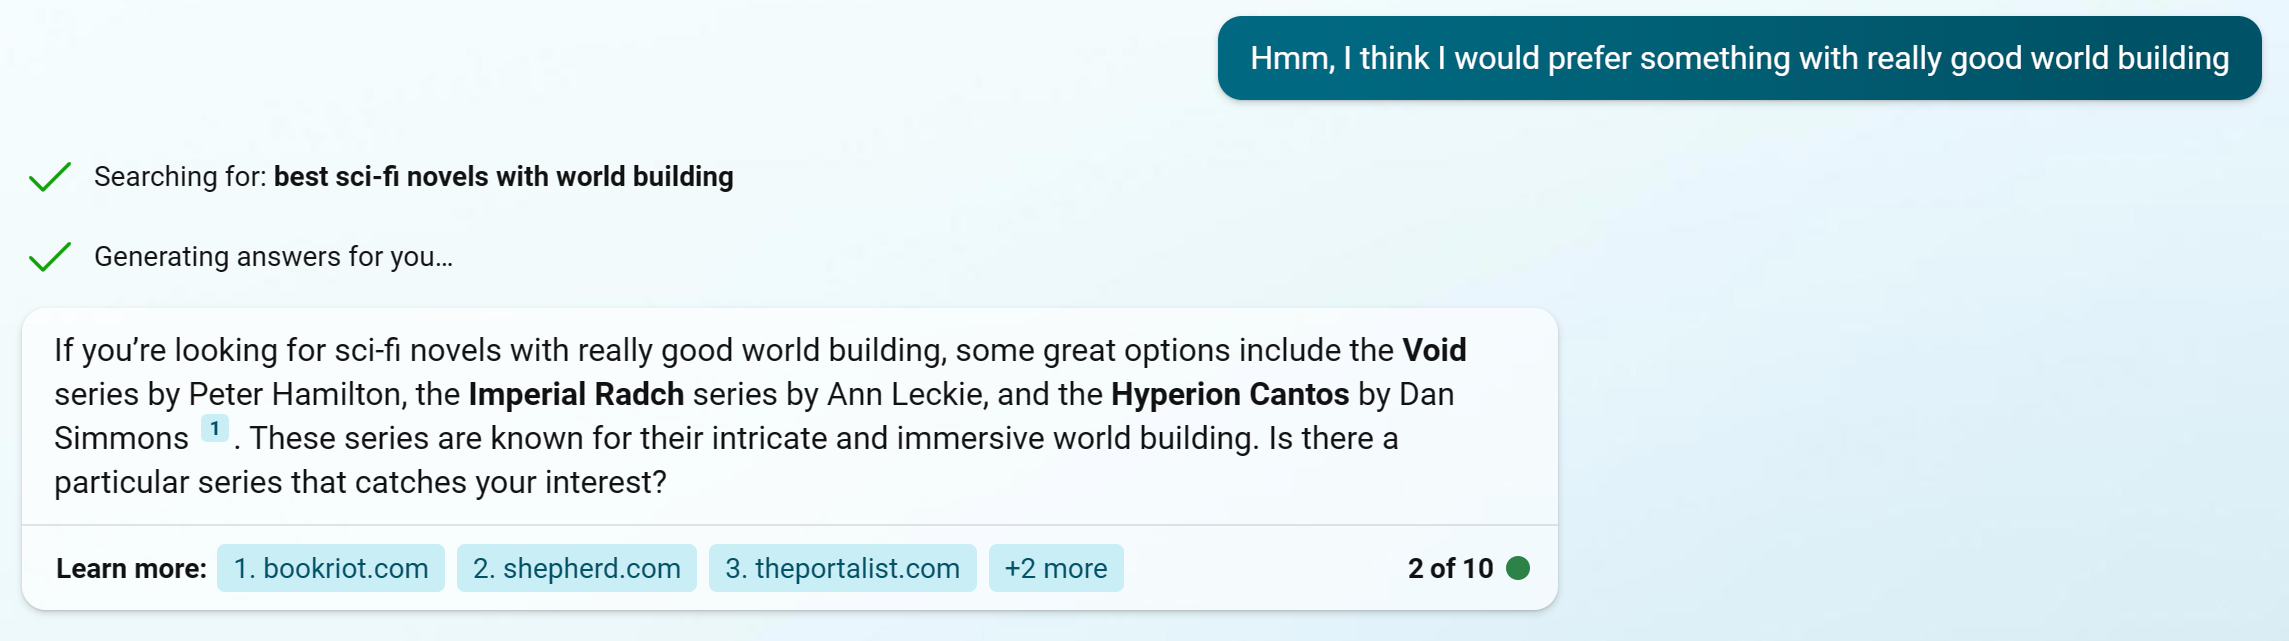 Hmm, I think I would prefer something with really good world building
Searching for: best sci-fi novels with world building
Generating answers for you…
If you’re looking for sci-fi novels with really good world building, some great options include the Void
series by Peter Hamilton, the Imperial Radch series by Ann Leckie, and the Hyperion Cantos by Dan
Simmons 1 . These series are known for their intricate and immersive world building. Is there a
particular series that catches your interest?
Learn more: 1. bookriot.com 2. shepherd.com 3. theportalist.com +2 more 2 of 10